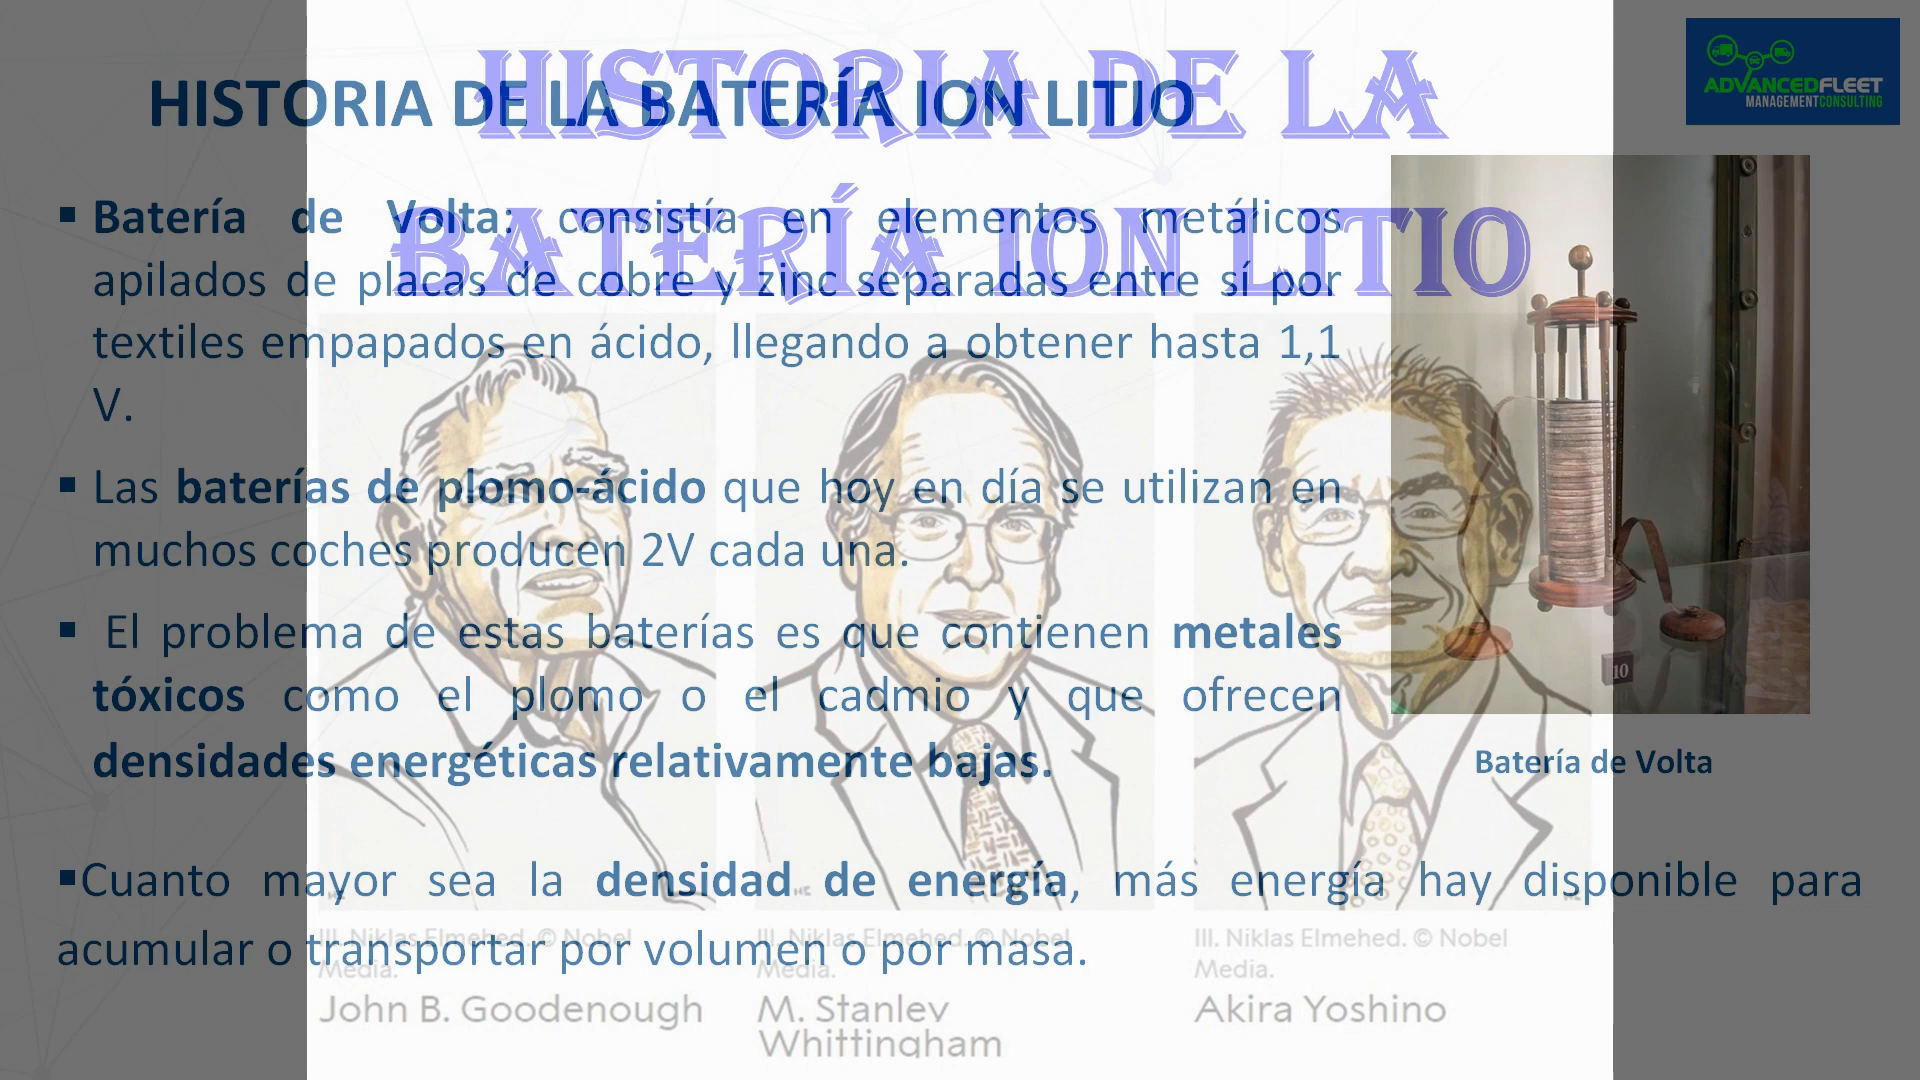 HISTORIA DE LA
BATERÍA ION LITIO
HISTORIA DE LA BATERÍA ION LITIO
ADVANCEDFLEET
MANAGEMENTCONSULTING
▪ Batería de Volta: consistía en elementos metálicos
apilados de placas de cobre y zinc separadas entre sí por
textiles empapados en ácido, llegando a obtener hasta 1,1
V.
▪ Las baterías de plomo-ácido que hoy en día se utilizan en
muchos coches producen 2V cada una.
▪ El problema de estas baterías es que contienen metales
tóxicos como el plomo o el cadmio y que ofrecen
densidades energéticas relativamente bajas.
10
Batería de Volta
▪Cuanto mayor sea la densidad de energía, más energía hay disponible para
acumular o transportar por volumen o por masa.
Ill. Niklas Elmehed. © Nobel
Media.
John B. Goodenough
Ill. Niklas Elmehed. © Nobel
Media.
M. Stanley
Whittingham
Ill. Niklas Elmehed. © Nobel
Media.
Akira Yoshino